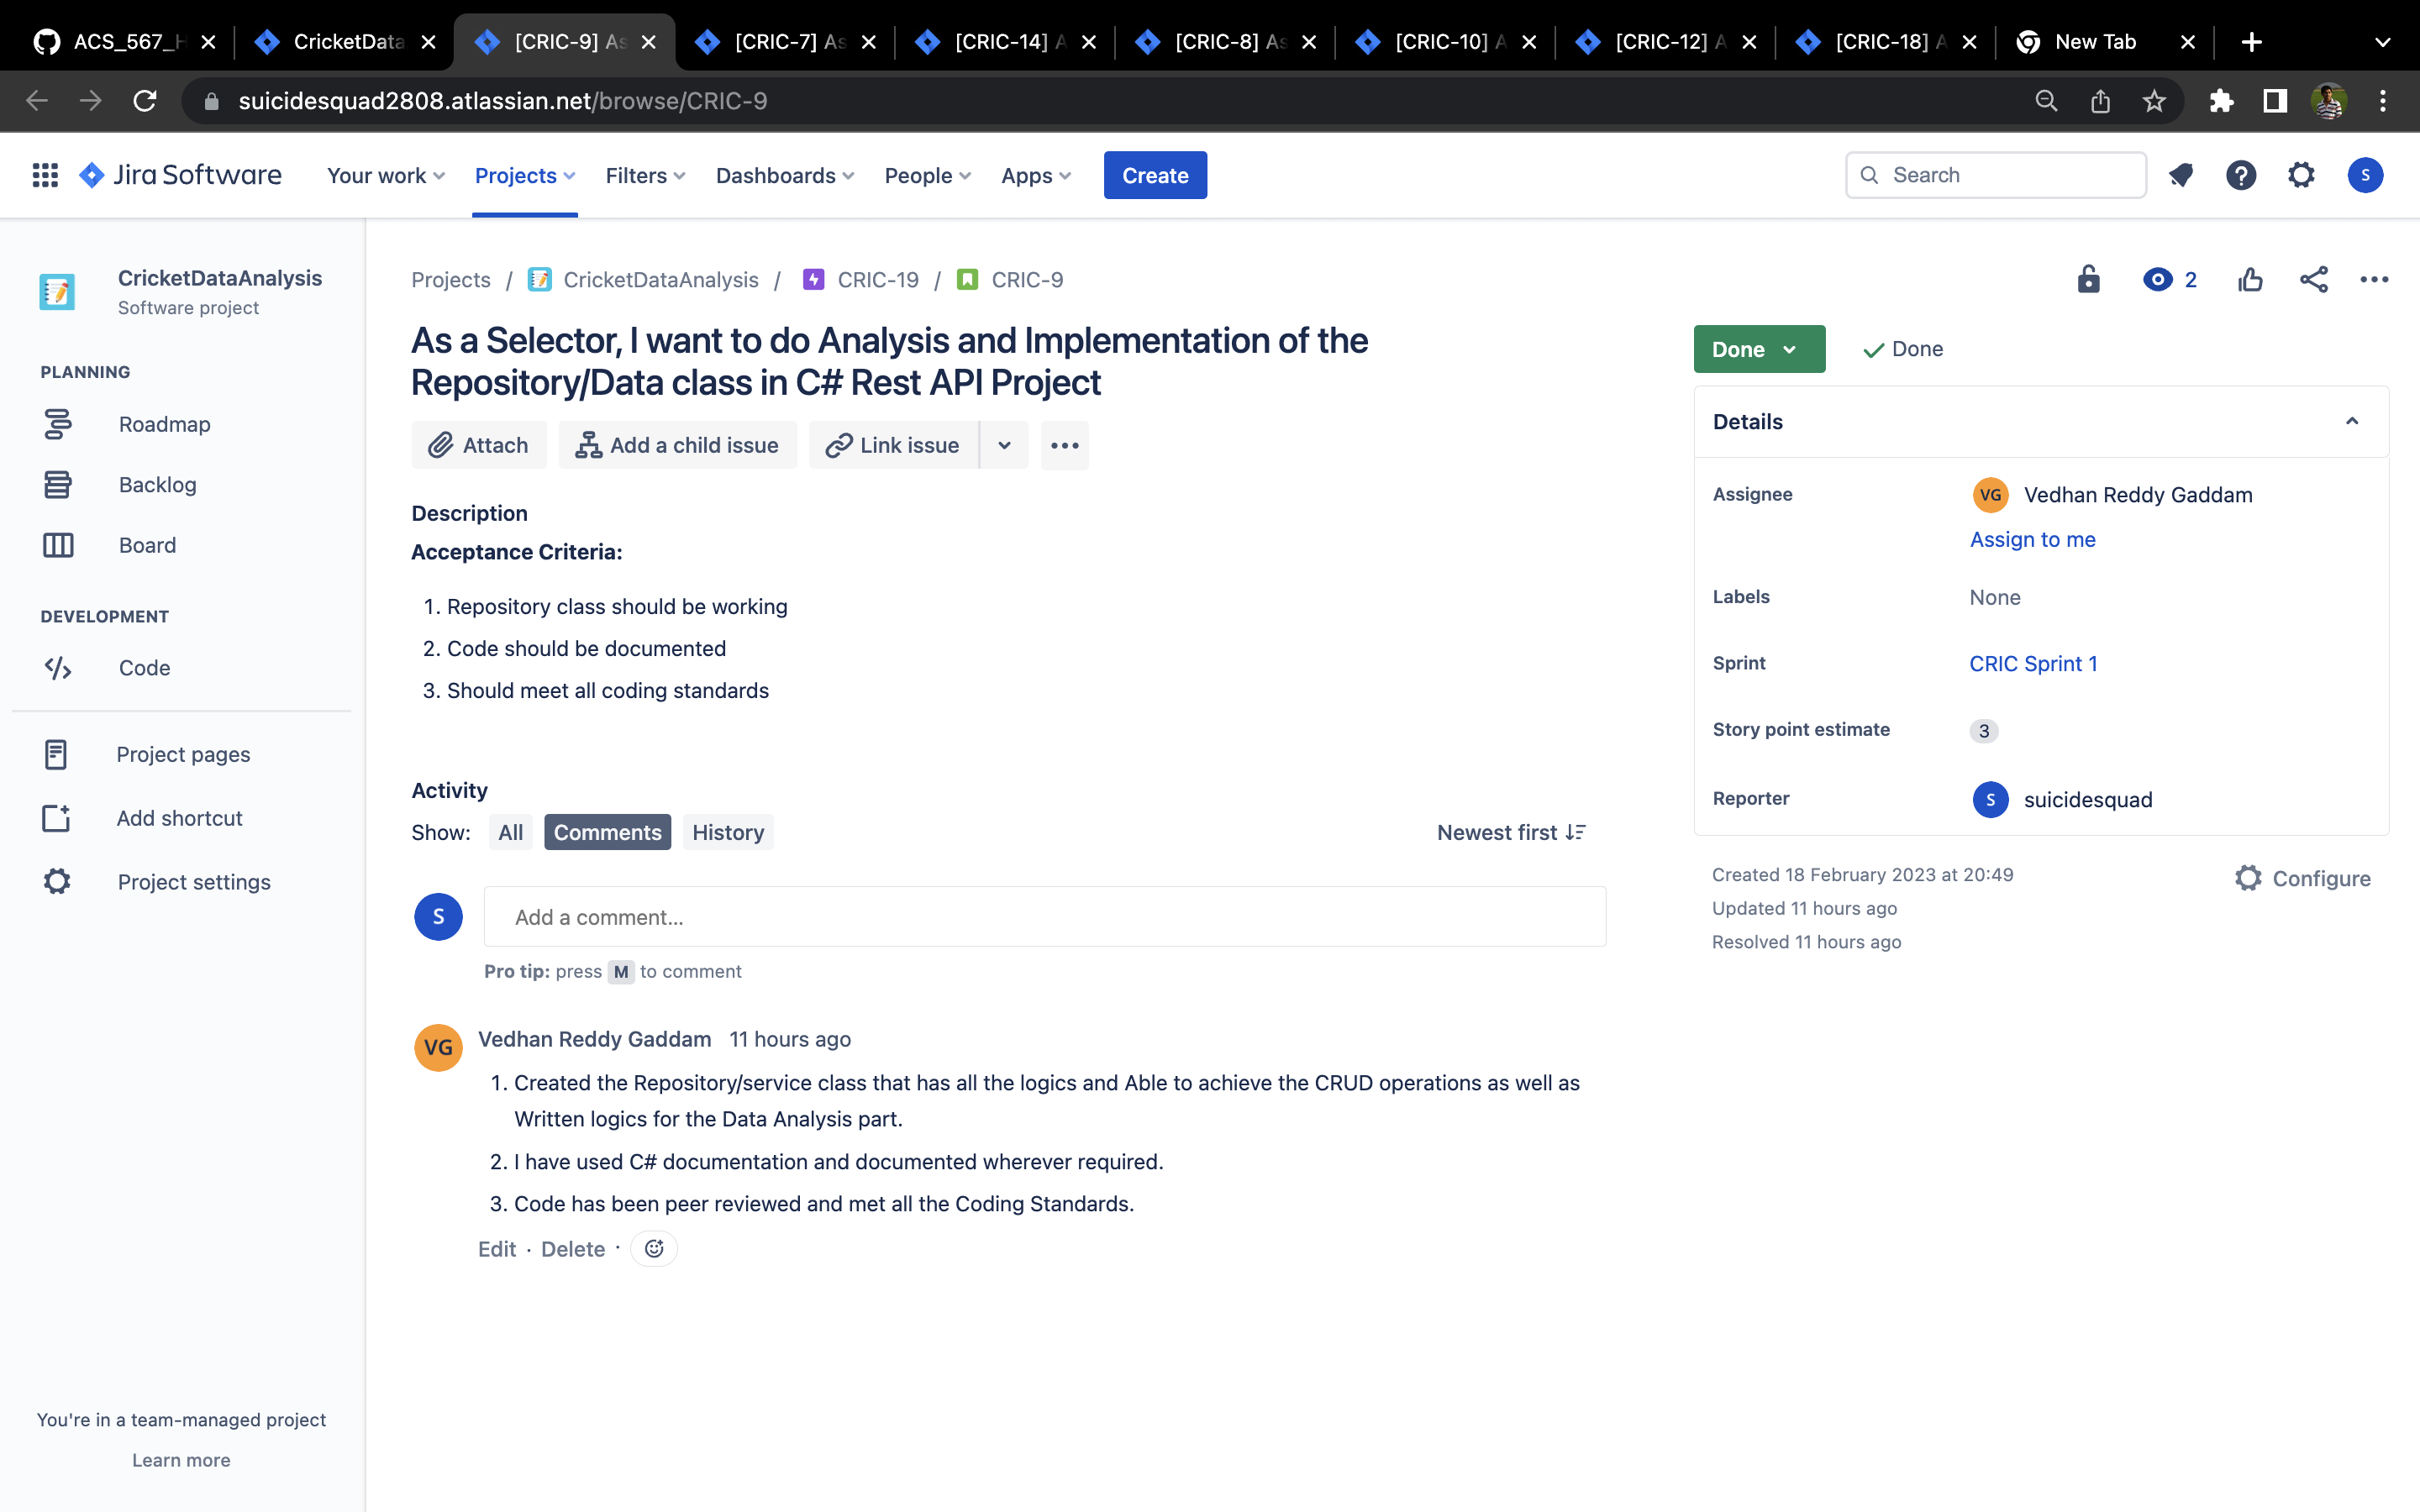 ACS_567_H
CricketData
[CRIC-9] As
[CRIC-7] As
[CRIC-14] A
[CRIC-8] As
[CRIC-10] A
[CRIC-12] A
[CRIC-18] A
New Tab
suicidesquad2808.atlassian.net/browse/CRIC-9
Jira Software
Your work
Projects
Filters
Dashboards
People
Apps
Create
Search
S
CricketDataAnalysis
Software project
PLANNING
Roadmap
Backlog
Board
DEVELOPMENT
Code
Project pages
Add shortcut
Project settings
You're in a team-managed project
Learn more
Projects / CricketDataAnalysis / CRIC-19 / CRIC-9
2
As a Selector, I want to do Analysis and Implementation of the
Repository/Data class in C# Rest API Project
Attach
Add a child issue
Link issue
Description
Acceptance Criteria:
1. Repository class should be working
2. Code should be documented
3. Should meet all coding standards
Activity
Show: All Comments History
Newest first
S
Add a comment...
Pro tip: press M to comment
VG
Vedhan Reddy Gaddam 11 hours ago
1. Created the Repository/service class that has all the logics and Able to achieve the CRUD operations as well as
Written logics for the Data Analysis part.
2. I have used C# documentation and documented wherever required.
3. Code has been peer reviewed and met all the Coding Standards.
Edit · Delete ·
Done
Done
Details
Assignee
VG Vedhan Reddy Gaddam
Assign to me
Labels
None
Sprint
CRIC Sprint 1
Story point estimate
3
Reporter
S suicidesquad
Created 18 February 2023 at 20:49
Updated 11 hours ago
Resolved 11 hours ago
Configure